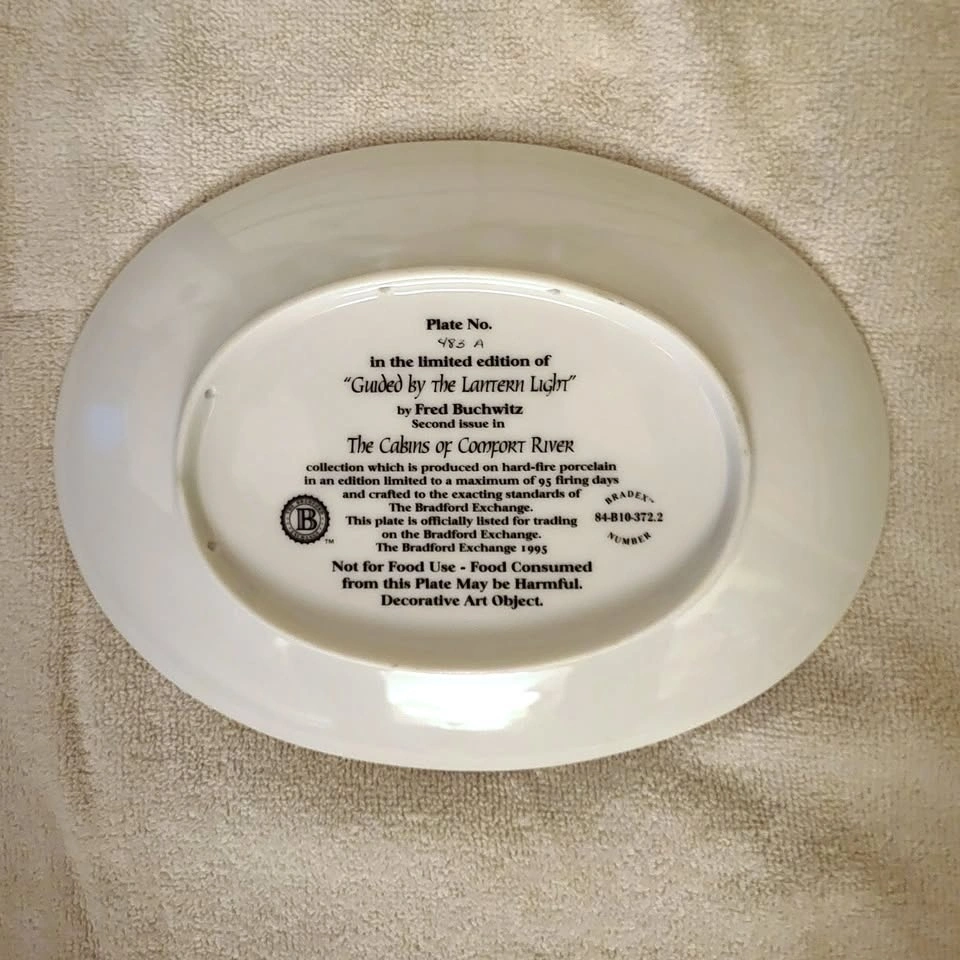 Plate No.
483 A
in the limited edition of
"Guided by the Lantern Light"
by Fred Buchwitz
Second issue in
The Cabins of Comfort River
collection which is produced on hard-fire porcelain
in an edition limited to a maximum of 95 firing days
and crafted to the exacting standards of
The Bradford Exchange.
This plate is officially listed for trading
on the Bradford Exchange.
The Bradford Exchange 1995
Not for Food Use - Food Consumed
from this Plate May be Harmful.
Decorative Art Object.
B
TM
BRADEX™
84-B10-372.2
NUMBER